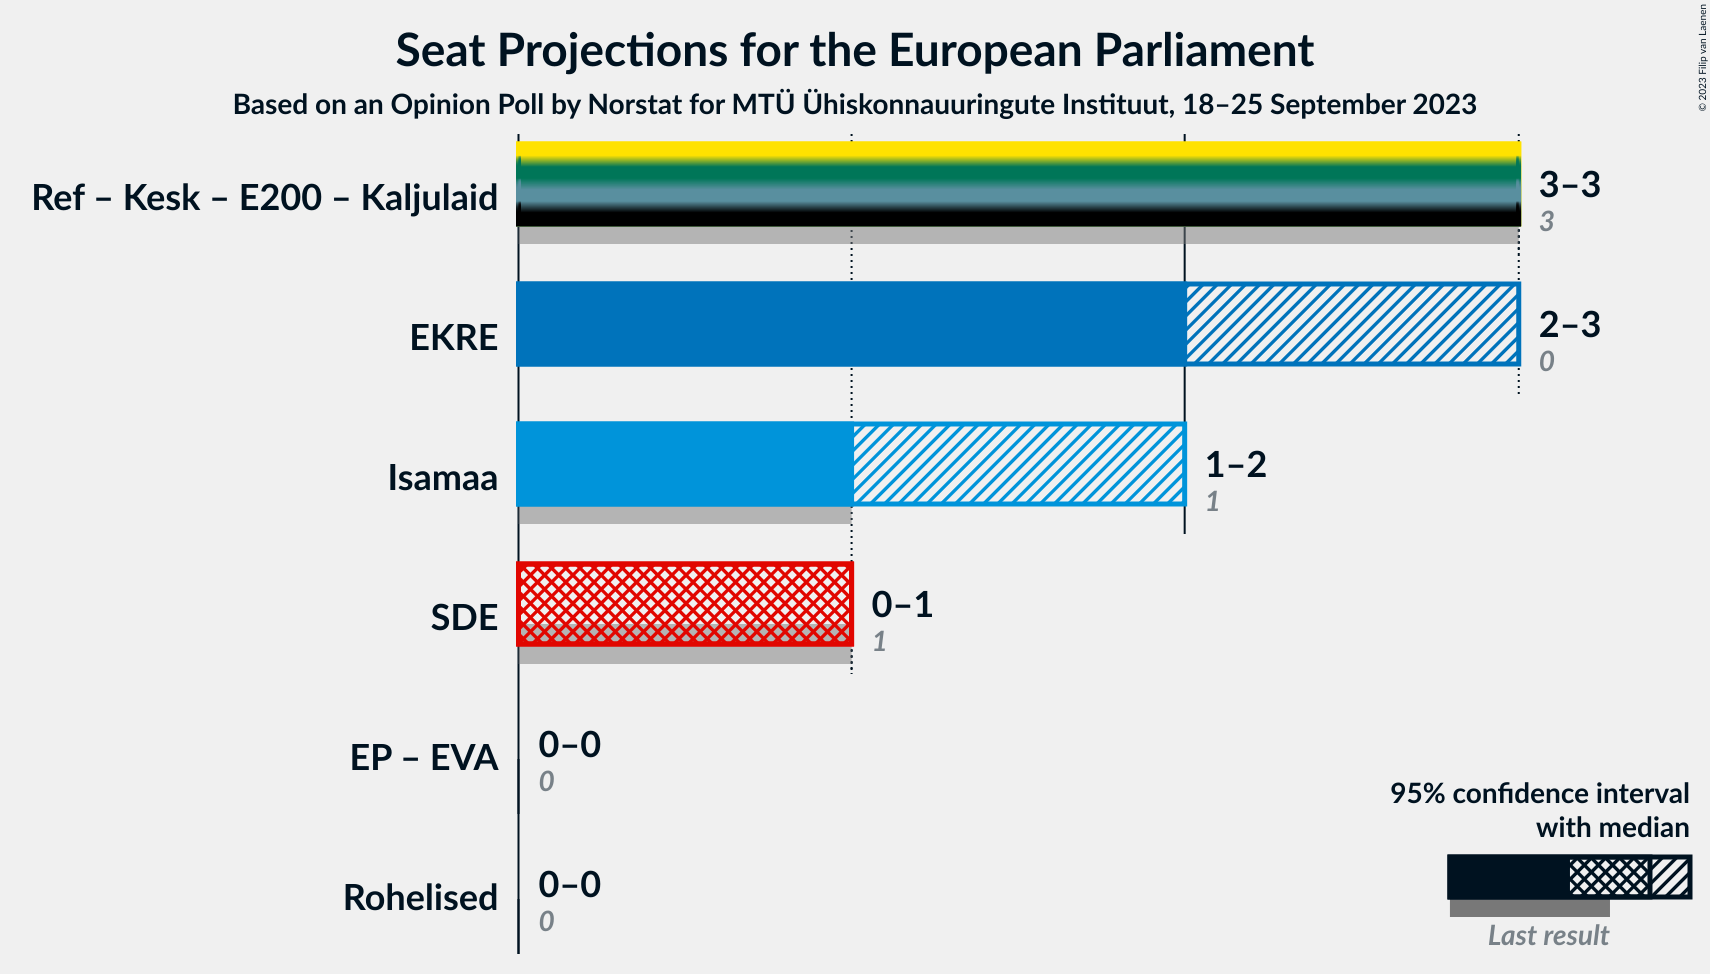 Seat Projections for the European Parliament
Based on an Opinion Poll by Norstat for MTÜ Ühiskonnauuringute Instituut, 18–25 September 2023
© 2023 Filip van Laenen
Ref – Kesk – E200 – Kaljulaid
3–3
3
EKRE
2–3
0
Isamaa
1–2
1
SDE
0–1
1
EP – EVA
0–0
0
Rohelised
0–0
0
95% confidence interval
with median
Last result